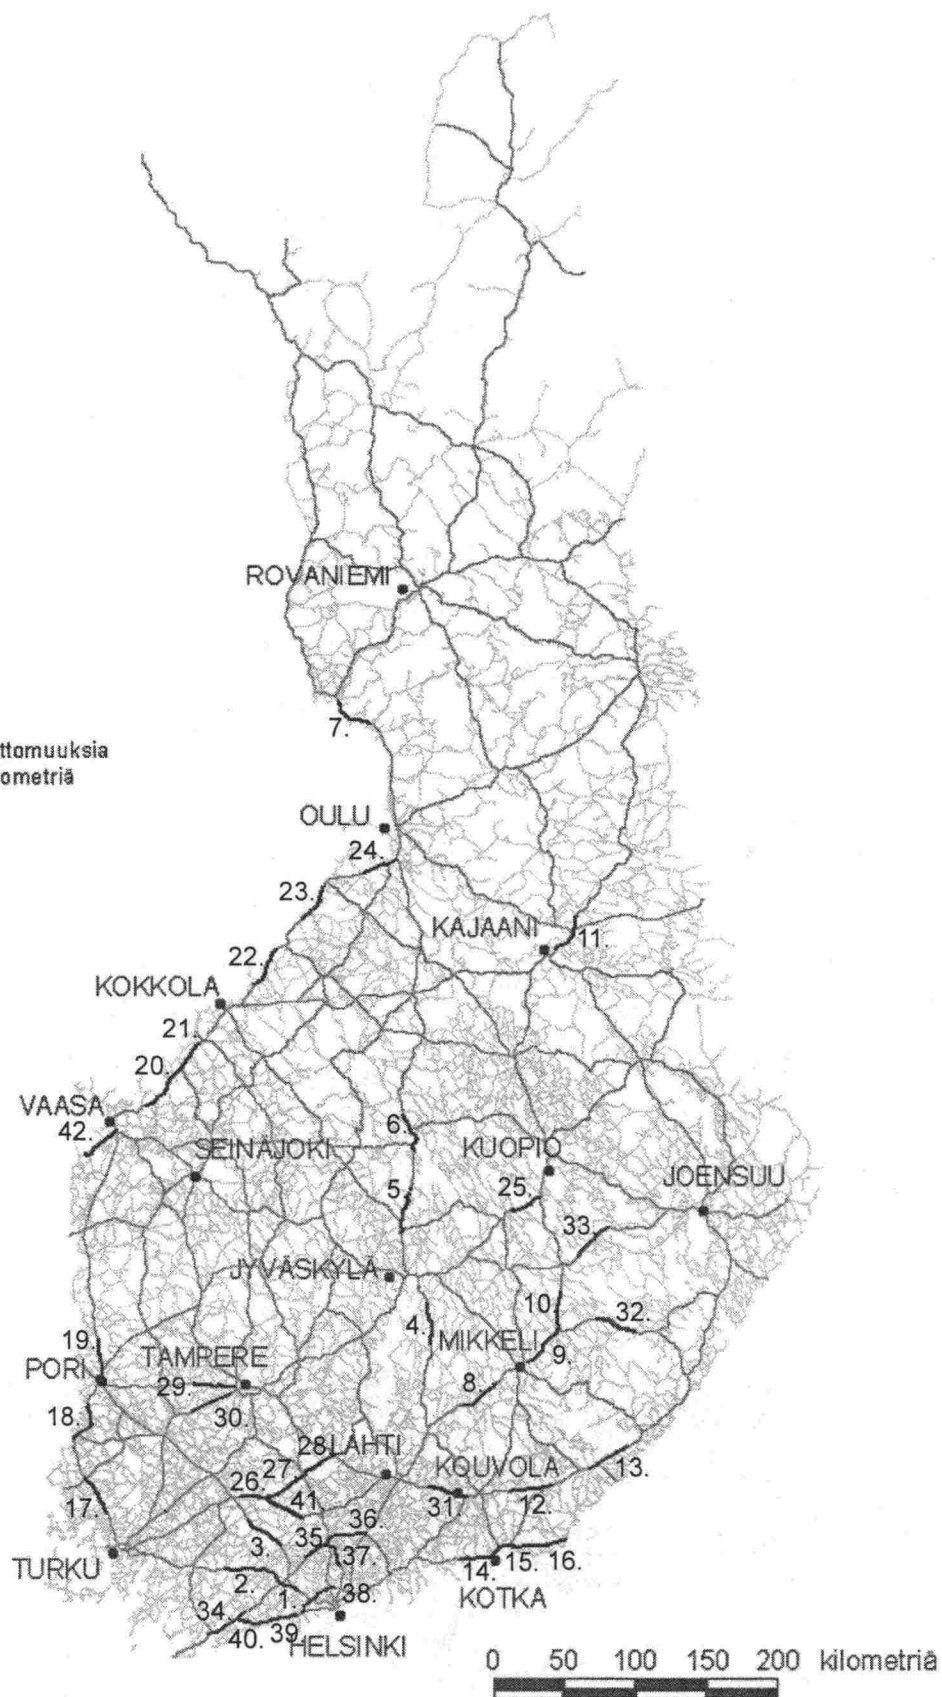 ROVANIEMI
7.
ttomuuksia
ometriä
OULU
24.
23.
KAJAANI
11.
22.
KOKKOLA
21.
20.
VAASA
42.
6.
SEINÄJOKI
KUOPIO
JOENSUU
5.
25.
33.
JYVÄSKYLÄ
10.
32.
4.
MIKKELI
19.
TAMPERE
9.
PORI
29.
8.
18.
30.
28
LAHTI
KOUVOLA
13.
27.
26.
31.
12.
17.
41.
36.
35.
3.
37.
16.
15.
14.
TURKU
2.
38.
KOTKA
1.
34.
39.
40.
HELSINKI
0 50 100 150 200 kilometriä